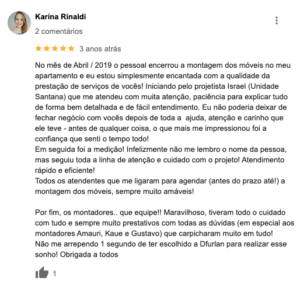 Karina Rinaldi
2 comentários
3 anos atrás
No mês de Abril / 2019 o pessoal encerrou a montagem dos móveis no meu
apartamento e eu estou simplesmente encantada com a qualidade da
prestação de serviços de vocês! Iniciando pelo projetista Israel (Unidade
Santana) que me atendeu com muita atenção, paciência para explicar tudo
de forma bem detalhada e de fácil entendimento. Eu não poderia deixar de
fechar negócio com vocês depois de toda a ajuda, atenção e carinho que
ele teve - antes de qualquer coisa, o que mais me impressionou foi a
confiança que senti o tempo todo!
Em seguida foi a medição! Infelizmente não me lembro o nome da pessoa,
mas seguiu toda a linha de atenção e cuidado com o projeto! Atendimento
rápido e eficiente!
Todos os atendentes que me ligaram para agendar (antes do prazo até!) a
montagem dos móveis, sempre muito amáveis!
Por fim, os montadores.. que equipe!! Maravilhoso, tiveram todo o cuidado
com tudo e sempre muito prestativos com todas as dúvidas (em especial aos
montadores Amauri, Kaue e Gustavo) que carpicharam muito em tudo!
Não me arrependo 1 segundo de ter escolhido a Dfurlan para realizar esse
sonho! Obrigada a todos
1